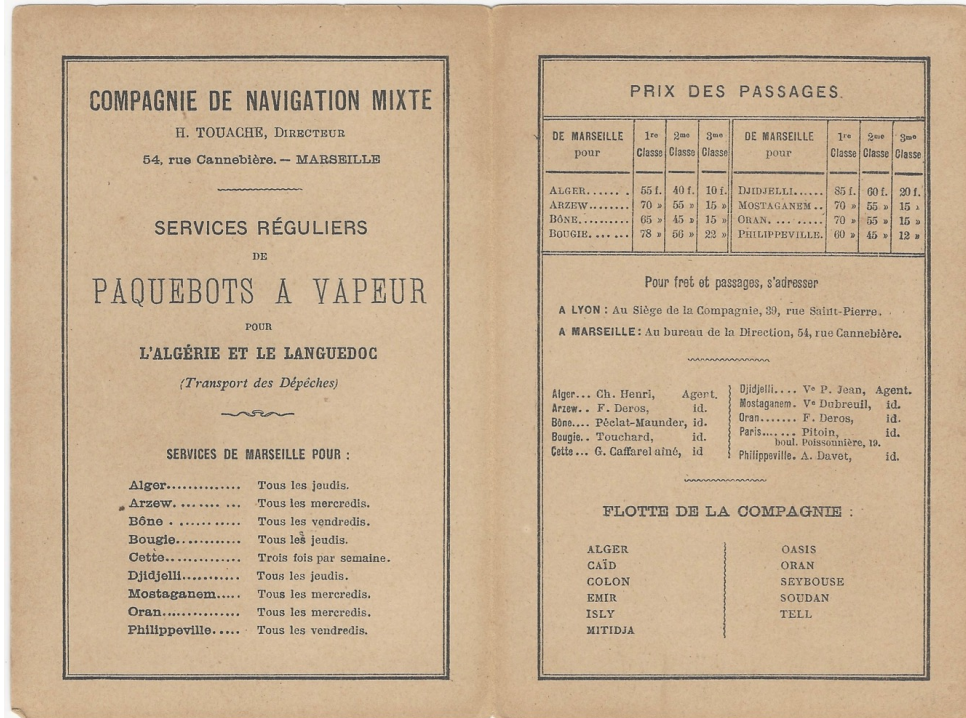 COMPAGNIE DE NAVIGATION MIXTE
H. TOUACHE, DIRECTEUR
54, rue Cannebière. — MARSEILLE
SERVICES RÉGULIERS
DE
PAQUEBOTS A VAPEUR
POUR
L'ALGÉRIE ET LE LANGUEDOC
(Transport des Dépêches)
SERVICES DE MARSEILLE POUR :
Alger.............. Tous les jeudis.
Arzew. ........ ... Tous les mercredis.
Bône . ........... Tous les vendredis.
Bougie............ Tous les jeudis.
Cette.............. Trois fois par semaine.
Djidjelli........... Tous les jeudis.
Mostaganem..... Tous les mercredis.
Oran.............. Tous les mercredis.
Philippeville..... Tous les vendredis.
PRIX DES PASSAGES.
DE MARSEILLE pour 1re Classe 2me Classe 3me Classe DE MARSEILLE pour 1re Classe 2me Classe 3me Classe
ALGER...... . 55 f. 40 f. 10 f. DJIDJELLI...... 85 f. 60 f. 20 f.
ARZEW....... 70 » 55 » 15 » MOSTAGANEM .. 70 » 55 » 15 »
BÔNE......... 65 » 45 » 15 » ORAN. ... ..... 70 » 55 » 15 »
BOUGIE. ..... 78 » 56 » 22 » PHILIPPEVILLE. 60 » 45 » 12 »
Pour fret et passages, s'adresser
A LYON : Au Siège de la Compagnie, 39, rue Saint-Pierre.
A MARSEILLE : Au bureau de la Direction, 54, rue Cannebière.
Alger... Ch. Henri, Agent.
Arzew.. F. Deros, id.
Bône.... Péclat-Maunder, id.
Bougie.. Touchard, id.
Cette... G. Caffarel aîné, id
Djidjelli.... Ve P. Jean, Agent.
Mostaganem. Ve Dubreuil, id.
Oran....... F. Deros, id.
Paris...... Pitoin, id.
boul. Poissonnière, 19.
Philippeville. A. Davet, id.
FLOTTE DE LA COMPAGNIE :
ALGER
CAÏD
COLON
EMIR
ISLY
MITIDJA
OASIS
ORAN
SEYBOUSE
SOUDAN
TELL